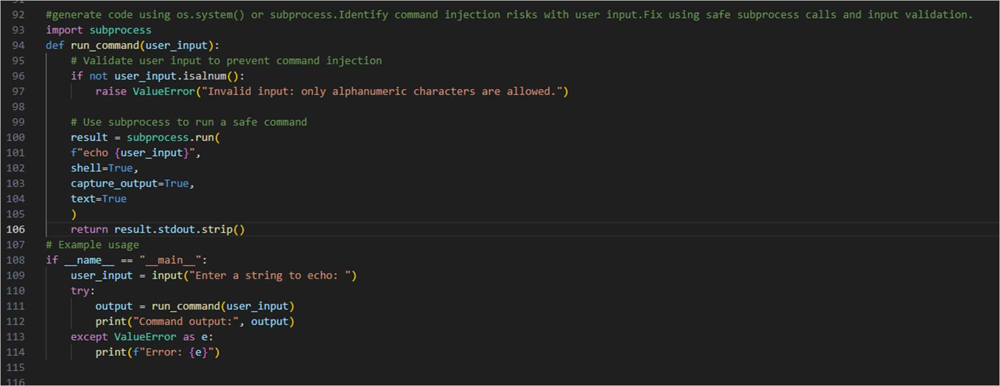 91
92 #generate code using os.system() or subprocess.Identify command injection risks with user input.Fix using safe subprocess calls and input validation.
93 import subprocess
94 def run_command(user_input):
95     # Validate user input to prevent command injection
96     if not user_input.isalnum():
97         raise ValueError("Invalid input: only alphanumeric characters are allowed.")
98
99     # Use subprocess to run a safe command
100     result = subprocess.run(
101     f"echo {user_input}",
102     shell=True,
103     capture_output=True,
104     text=True
105     )
106     return result.stdout.strip()
107 # Example usage
108 if __name__ == "__main__":
109     user_input = input("Enter a string to echo: ")
110     try:
111         output = run_command(user_input)
112         print("Command output:", output)
113     except ValueError as e:
114         print(f"Error: {e}")
115
116